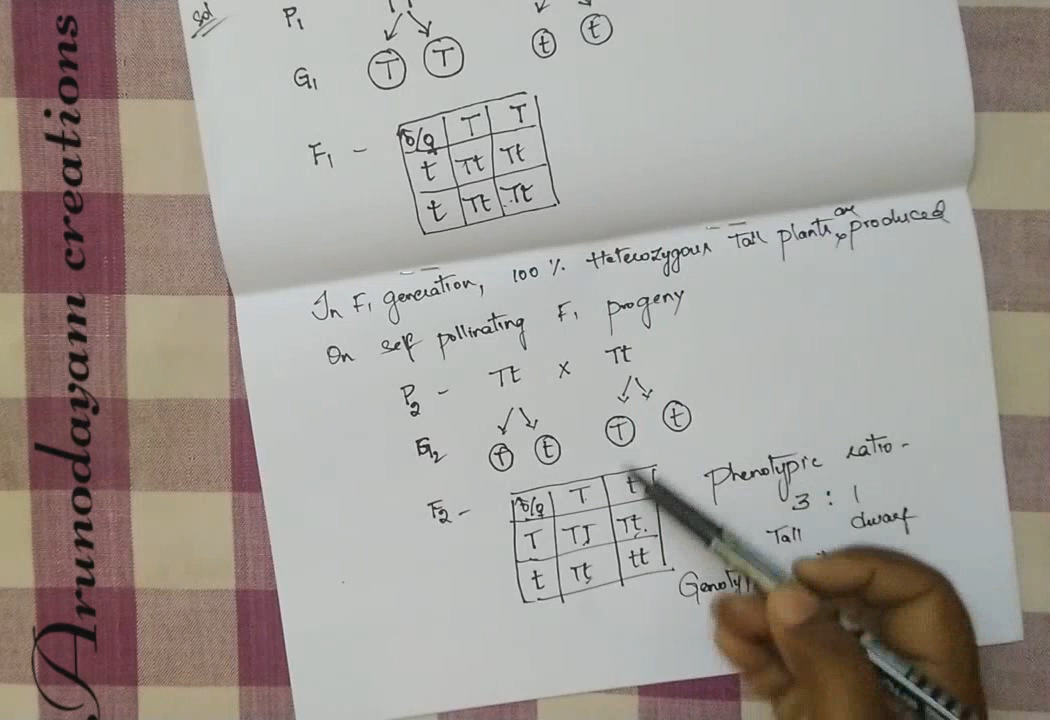 Arunodayam creations
Sol P1
T T t t
G1
F1 - ♂/♀ T T
t Tt Tt
t Tt Tt
In F1 generation, 100 % Heterozygous Tall plants are produced
On self pollinating F1 progeny
P2 - Tt x Tt
G2 T t T t
F2 - ♂/♀ T t
T TT Tt
t Tt tt
Phenotypic ratio -
3 : 1
Tall dwarf